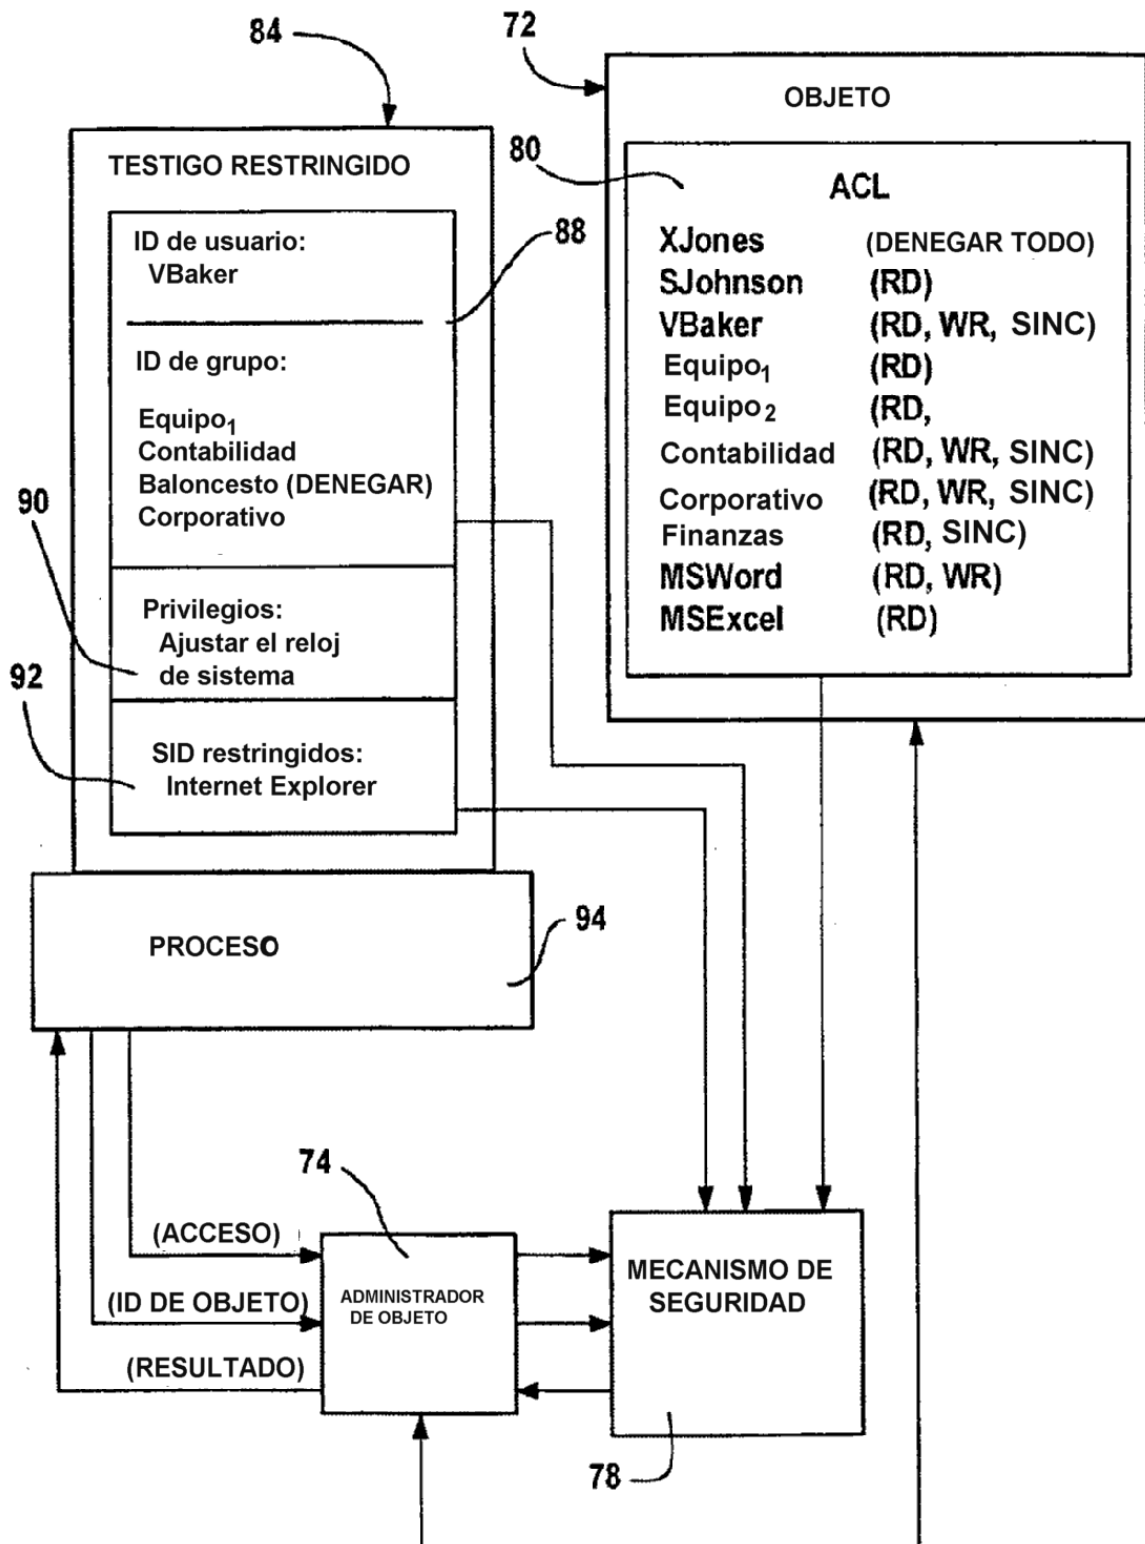 84
72
TESTIGO RESTRINGIDO
ID de usuario:
VBaker
88
ID de grupo:
Equipo1
Contabilidad
Baloncesto (DENEGAR)
Corporativo
90
Privilegios:
Ajustar el reloj
de sistema
92
SID restringidos:
Internet Explorer
OBJETO
80
ACL
XJones (DENEGAR TODO)
SJohnson (RD)
VBaker (RD, WR, SINC)
Equipo1 (RD)
Equipo2 (RD,
Contabilidad (RD, WR, SINC)
Corporativo (RD, WR, SINC)
Finanzas (RD, SINC)
MSWord (RD, WR)
MSExcel (RD)
PROCESO
94
74
(ACCESO)
(ID DE OBJETO)
(RESULTADO)
ADMINISTRADOR
DE OBJETO
MECANISMO DE
SEGURIDAD
78